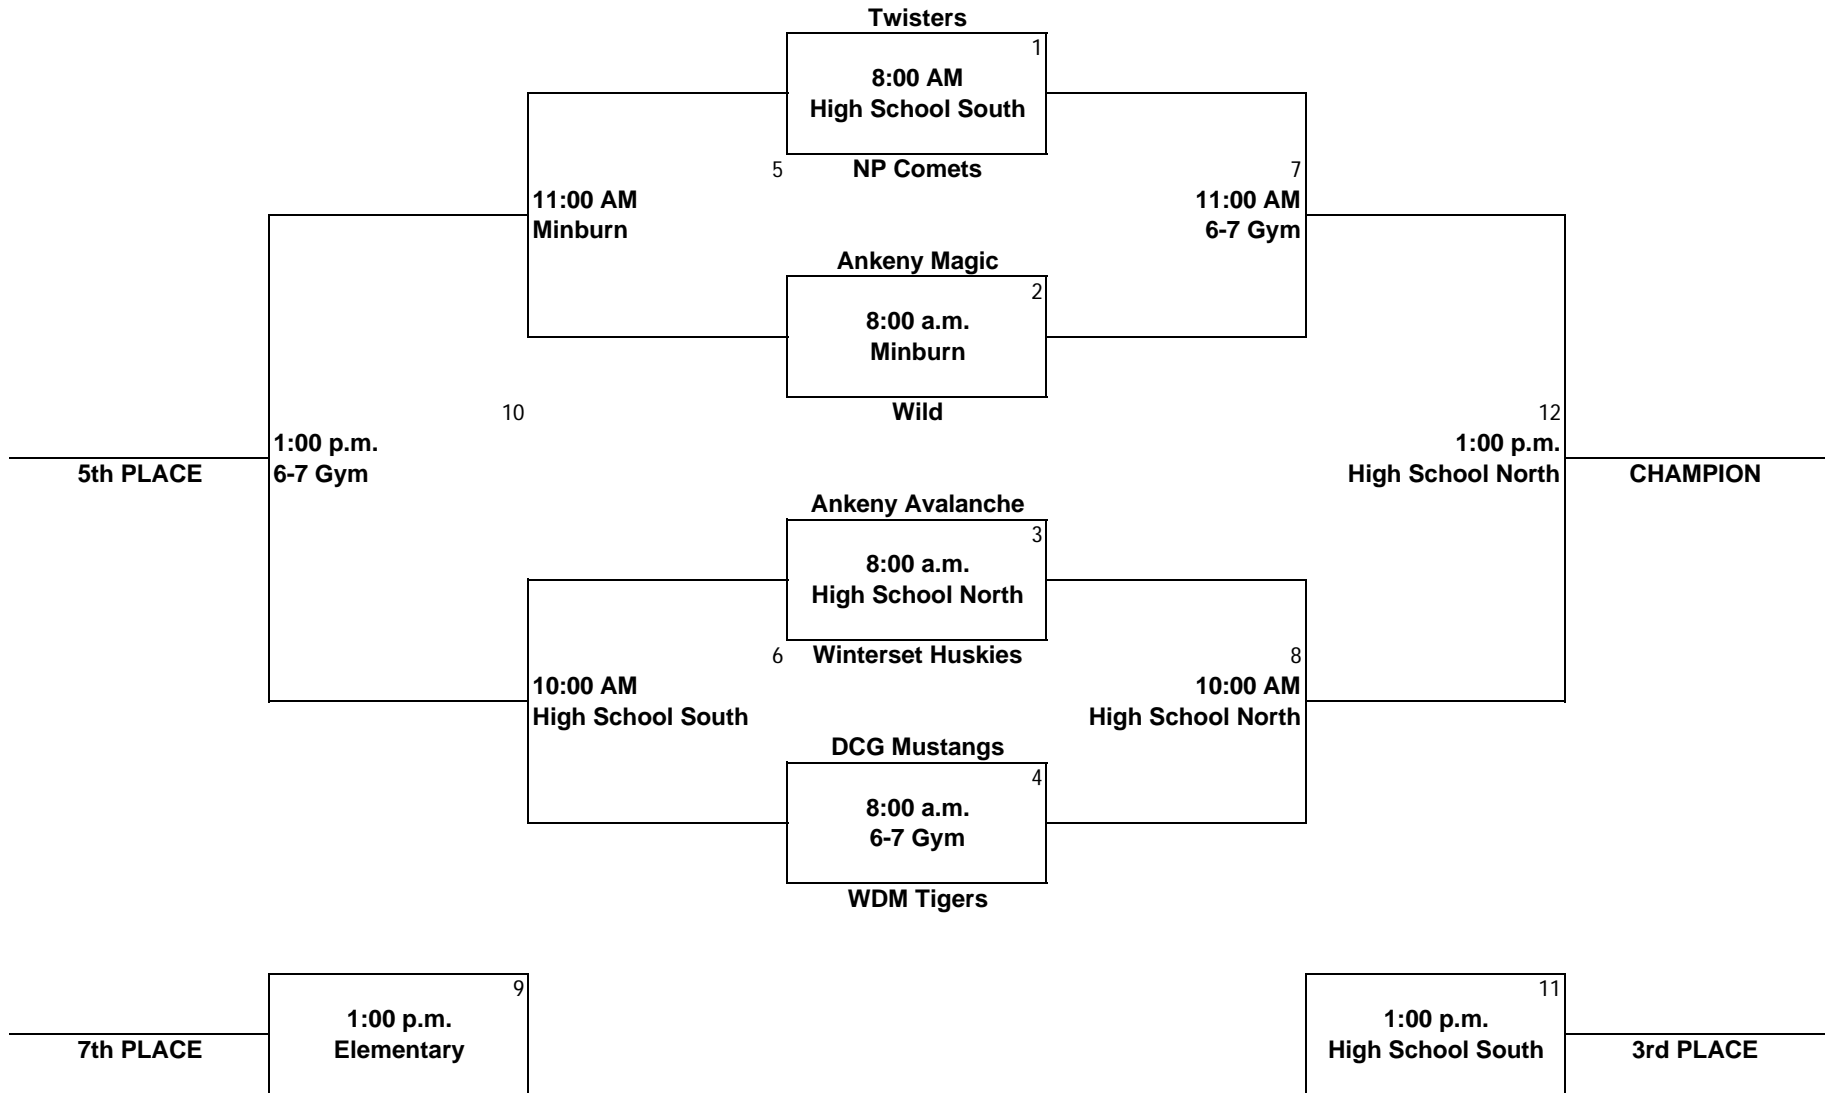 Twisters
1
8:00 AM
High School South
NP Comets
5
7
11:00 AM
Minburn
11:00 AM
6-7 Gym
Ankeny Magic
2
8:00 a.m.
Minburn
Wild
10
12
1:00 p.m.
6-7 Gym
5th PLACE
1:00 p.m.
High School North
CHAMPION
Ankeny Avalanche
3
8:00 a.m.
High School North
Winterset Huskies
6
8
10:00 AM
High School South
10:00 AM
High School North
DCG Mustangs
4
8:00 a.m.
6-7 Gym
WDM Tigers
9
1:00 p.m.
Elementary
7th PLACE
11
1:00 p.m.
High School South
3rd PLACE